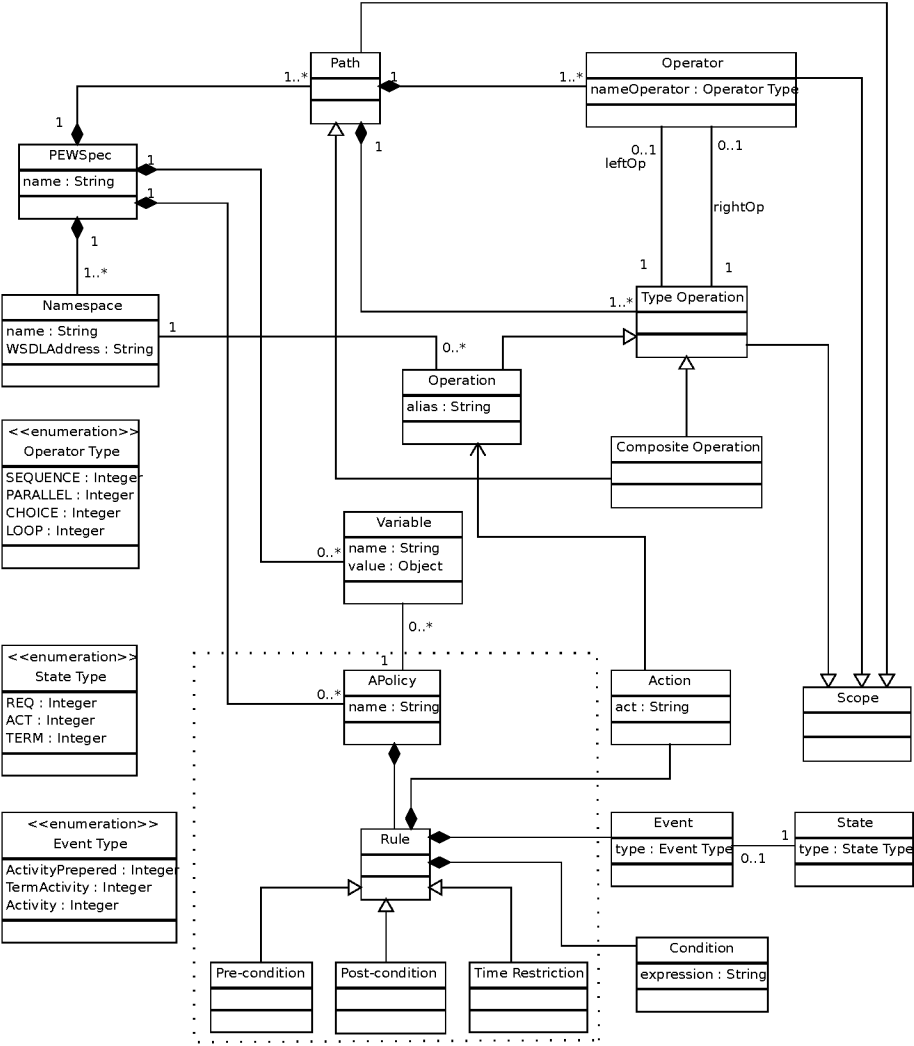 Path
Operator
nameOperator : Operator Type
1..*
1
1..*
1
1
0..1
0..1
leftOp
rightOp
1
1
PEWSpec
name : String
1
1
1
1..*
1..*
Type Operation
Namespace
name : String
WSDLAddress : String
1
0..*
Operation
alias : String
Composite Operation
<<enumeration>>
Operator Type
SEQUENCE : Integer
PARALLEL : Integer
CHOICE : Integer
LOOP : Integer
Variable
name : String
value : Object
0..*
0..*
1
<<enumeration>>
State Type
REQ : Integer
ACT : Integer
TERM : Integer
APolicy
name : String
0..*
Action
act : String
Scope
<<enumeration>>
Event Type
ActivityPrepered : Integer
TermActivity : Integer
Activity : Integer
Rule
Event
type : Event Type
1
0..1
State
type : State Type
Condition
expression : String
Pre-condition
Post-condition
Time Restriction